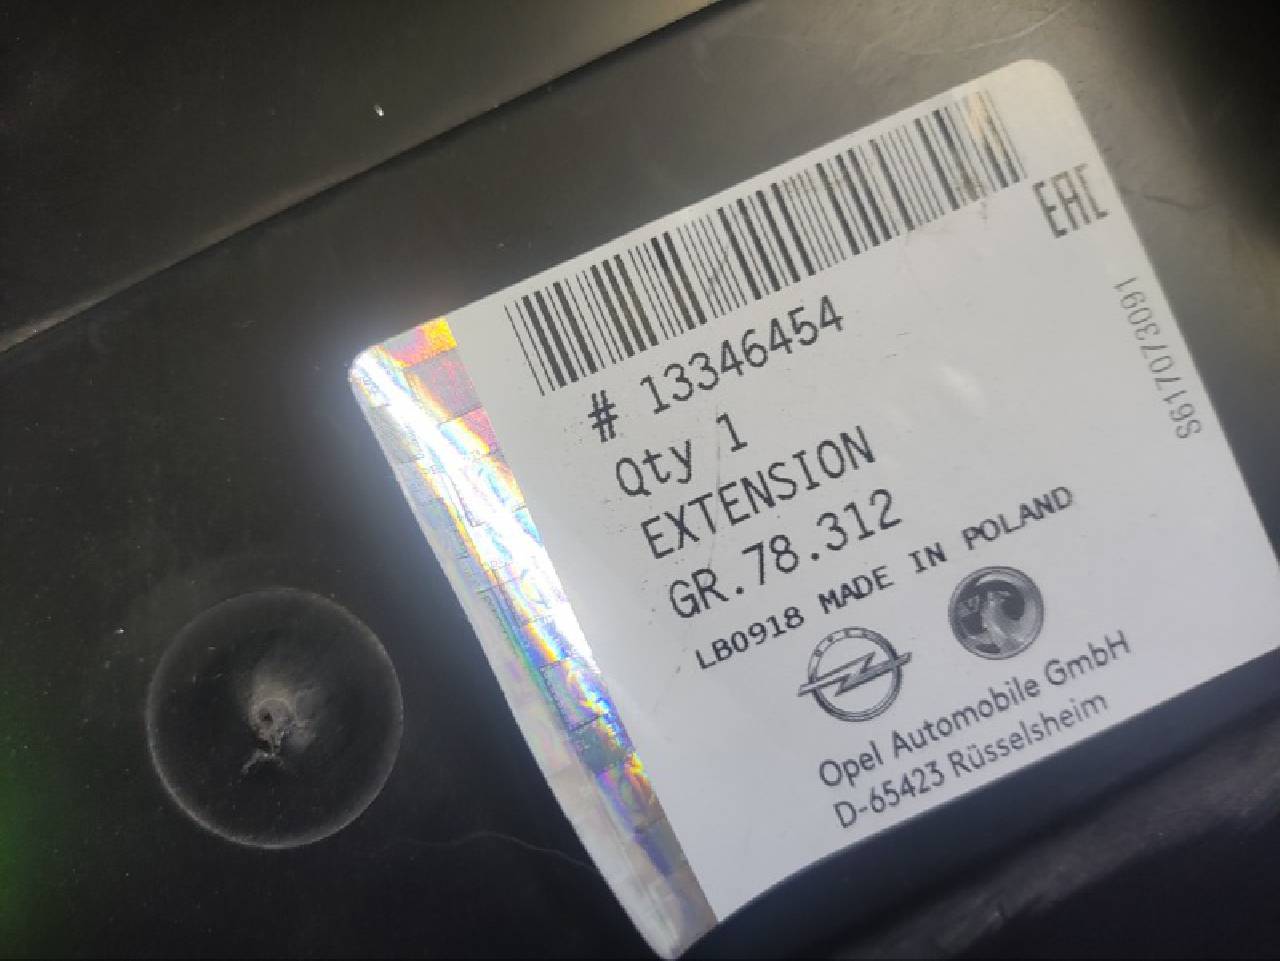 # 13346454
Qty 1
EXTENSION
GR.78.312
LB0918 MADE IN POLAND
Opel Automobile GmbH
D-65423 Rüsselsheim
EAC
S617073091